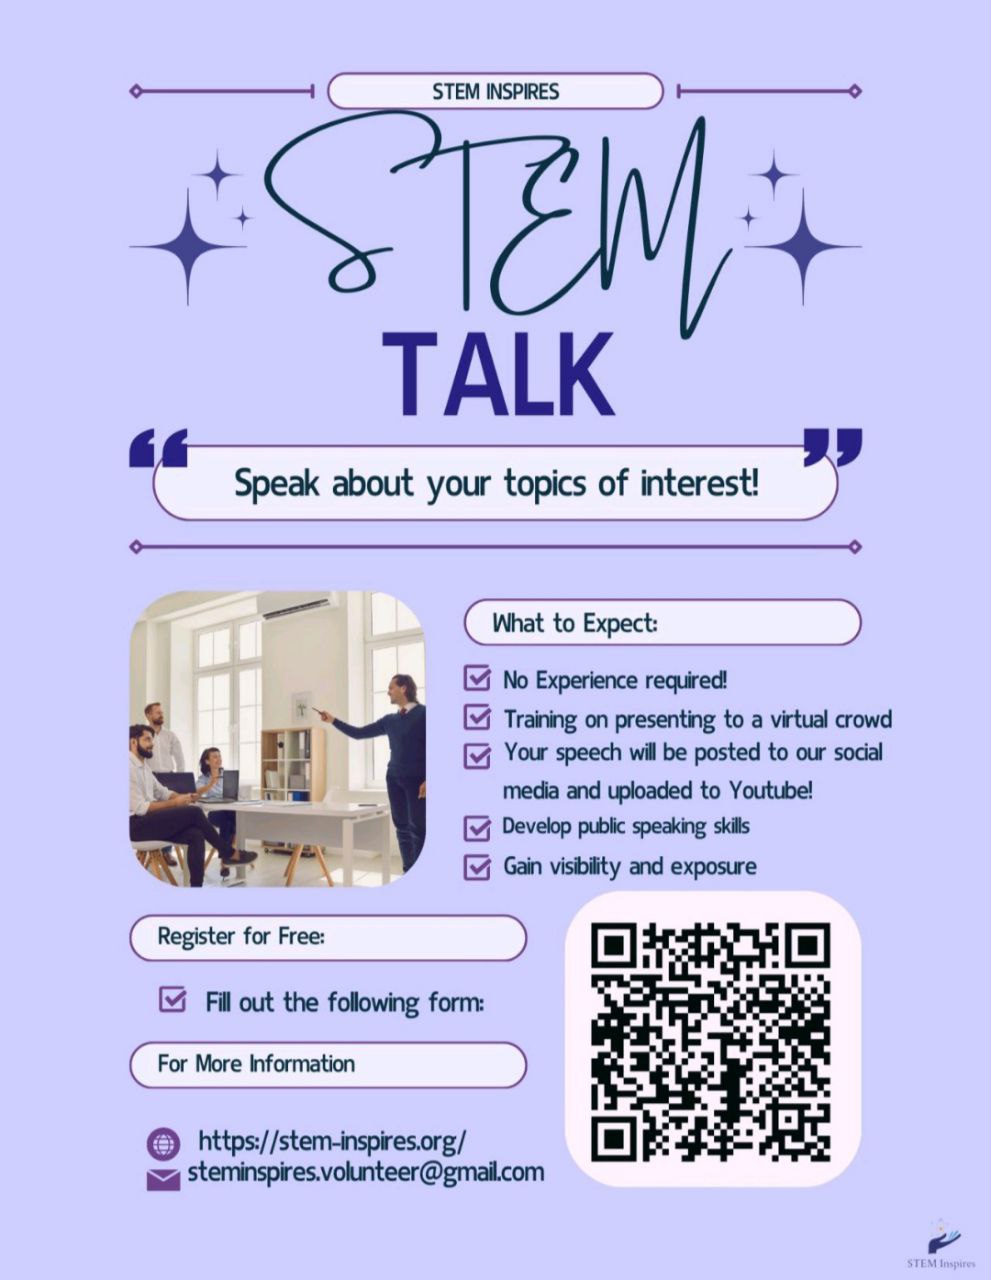 STEM INSPIRES
STEM
TALK
“ ”
Speak about your topics of interest!
What to Expect:
No Experience required!
Training on presenting to a virtual crowd
Your speech will be posted to our social
media and uploaded to Youtube!
Develop public speaking skills
Gain visibility and exposure
Register for Free:
Fill out the following form:
For More Information
https://stem-inspires.org/
steminspires.volunteer@gmail.com
STEM Inspires